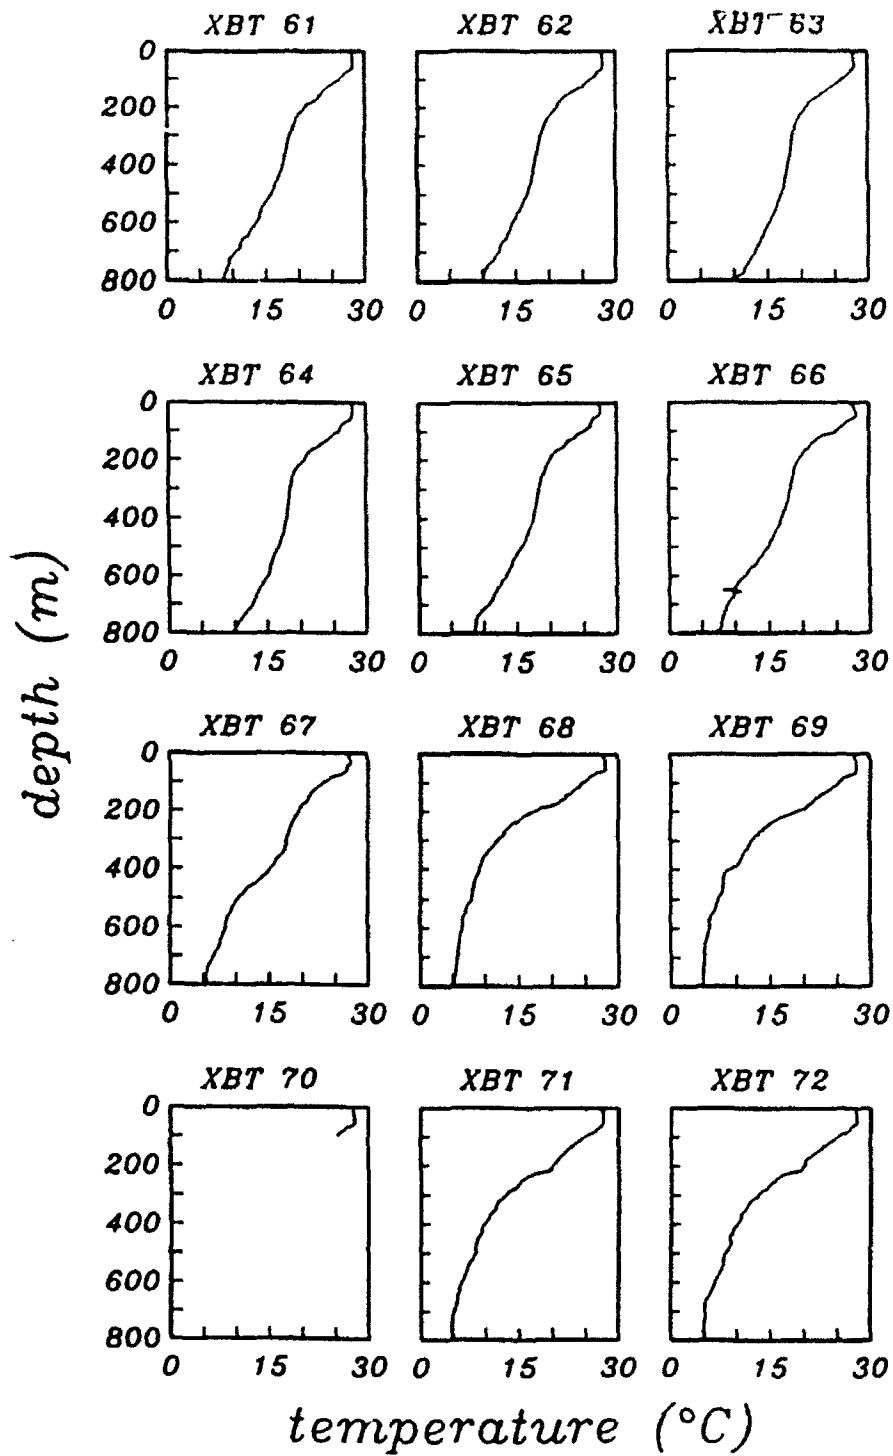 XBT 61 XBT 62 XBT 63
0
200
400
600
800
0 15 30 0 15 30 0 15 30
XBT 64 XBT 65 XBT 66
0
200
400
600
800
0 15 30 0 15 30 0 15 30
depth (m)
XBT 67 XBT 68 XBT 69
0
200
400
600
800
0 15 30 0 15 30 0 15 30
XBT 70 XBT 71 XBT 72
0
200
400
600
800
0 15 30 0 15 30 0 15 30
temperature (°C)